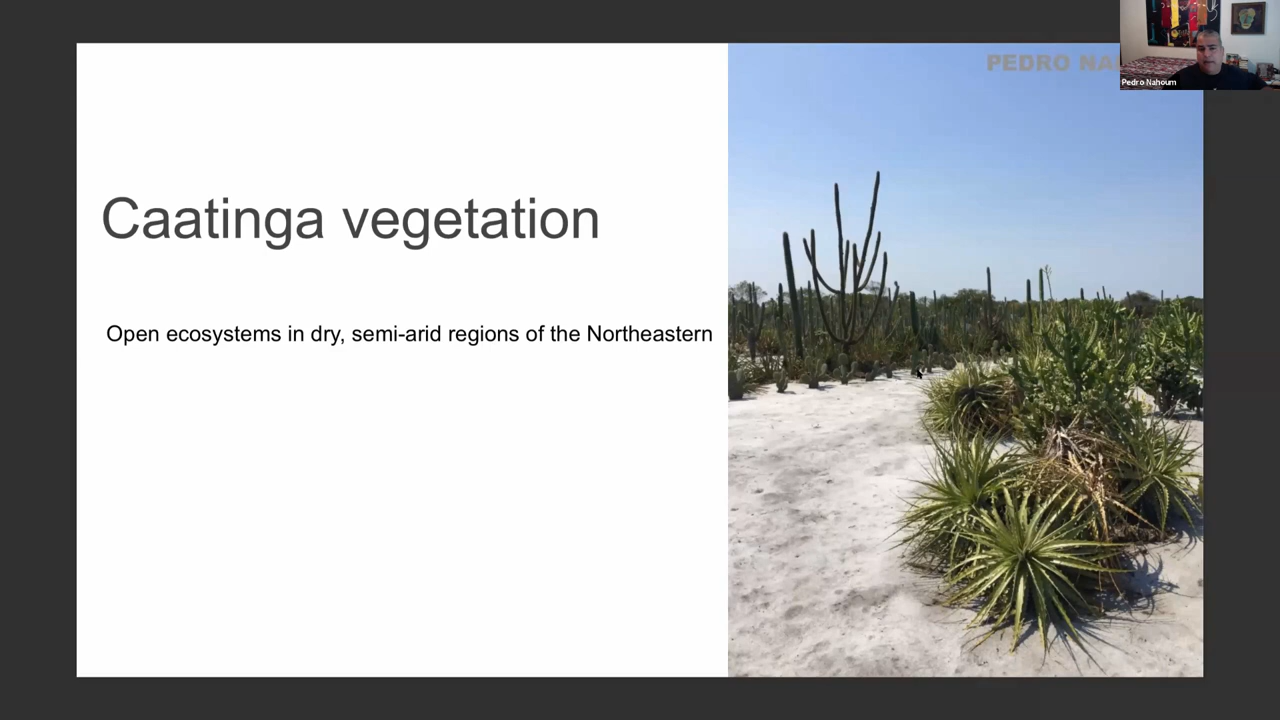 PEDRO NA
Pedro Nahoum
Caatinga vegetation
Open ecosystems in dry, semi-arid regions of the Northeastern